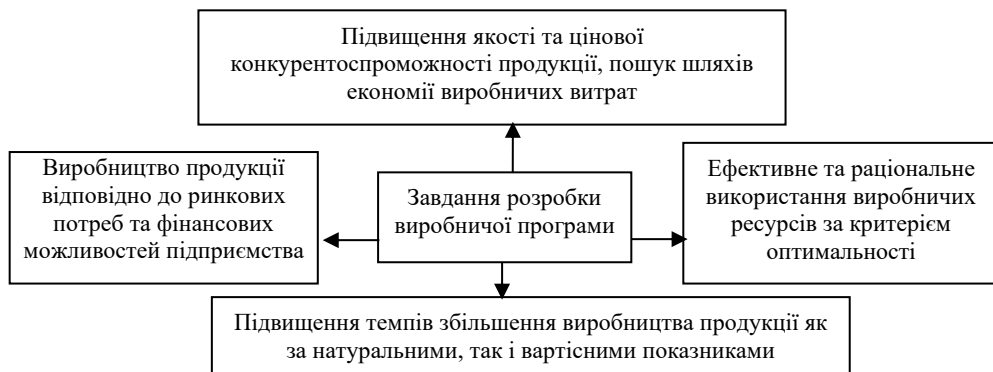 Підвищення якості та цінової
конкурентоспроможності продукції, пошук шляхів
економії виробничих витрат
Виробництво продукції
відповідно до ринкових
потреб та фінансових
можливостей підприємства
Завдання розробки
виробничої програми
Ефективне та раціональне
використання виробничих
ресурсів за критерієм
оптимальності
Підвищення темпів збільшення виробництва продукції як
за натуральними, так і вартісними показниками